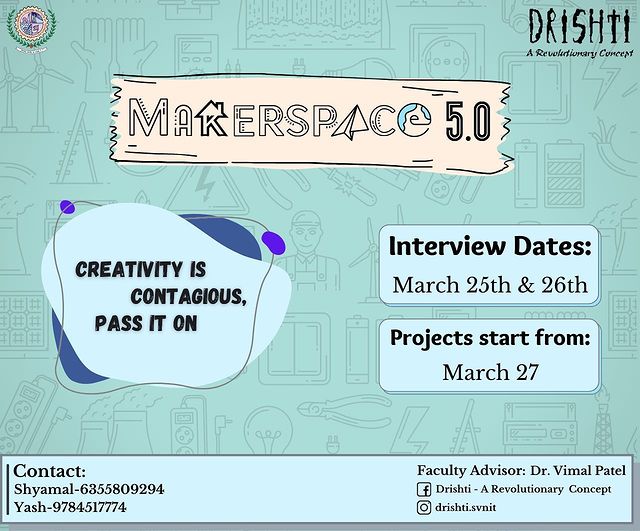 DRISHTI
A Revolutionary Concept
MAKERSPACE 5.0
CREATIVITY IS
CONTAGIOUS,
PASS IT ON
Interview Dates:
March 25th & 26th
Projects start from:
March 27
Contact:
Shyamal-6355809294
Yash-9784517774
Faculty Advisor: Dr. Vimal Patel
Drishti - A Revolutionary Concept
drishti.svnit